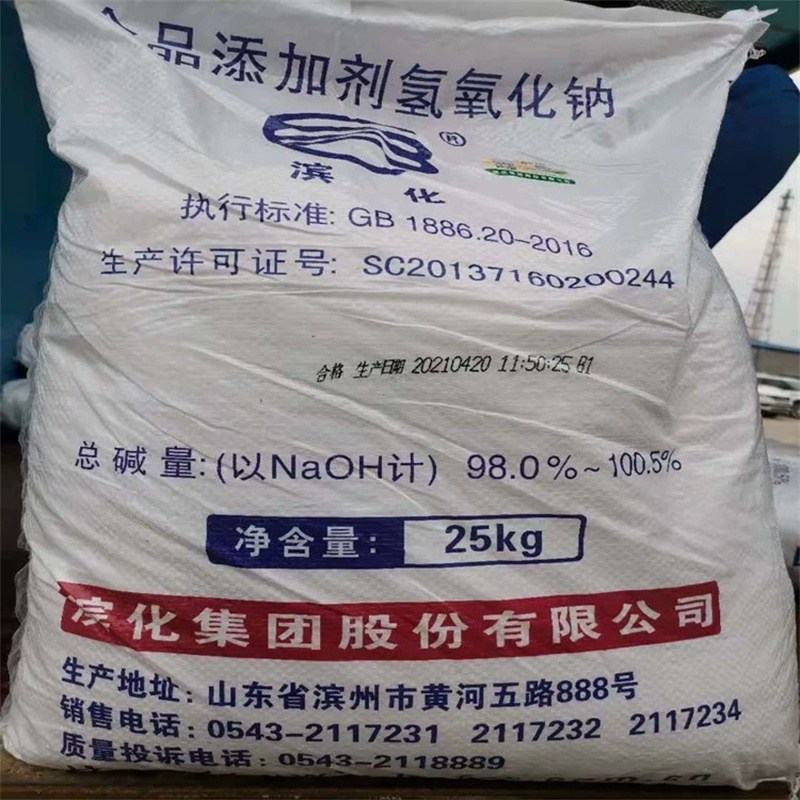 食品添加剂氢氧化钠
®
滨 化
执行标准: GB 1886.20-2016
生产许可证号: SC20137160200244
合格 生产日期 20210420 11:50:25 B1
总碱量:(以NaOH计) 98.0%~100.5%
净含量: 25kg
滨化集团股份有限公司
生产地址: 山东省滨州市黄河五路888号
销售电话: 0543-2117231 2117232 2117234
质量投诉电话: 0543-2118889